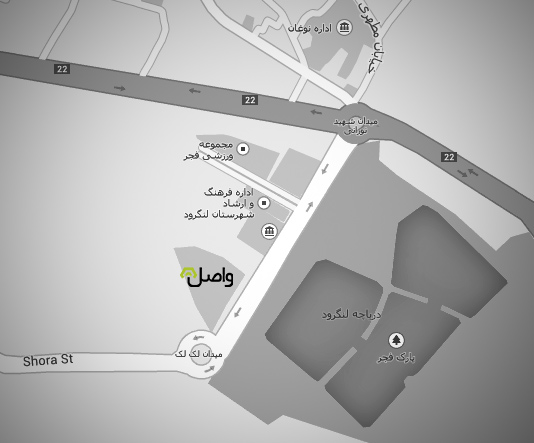 اداره نوغان
خیابان مطهری
22
22
میدان شهید
نورانی
22
مجموعه
ورزشی فجر
اداره فرهنگ
و ارشاد
شهرستان لنگرود
واصل
دریاچه لنگرود
پارک فجر
میدان لک لک
Shora St